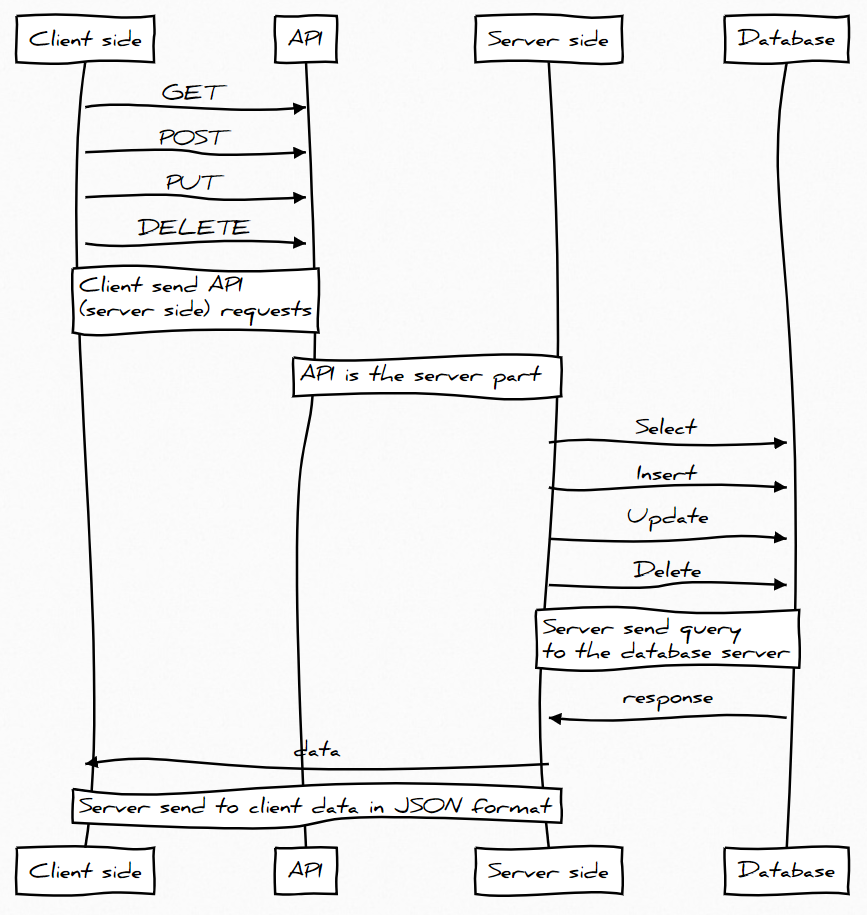 Client side
API
Server side
Database
GET
POST
PUT
DELETE
Client send API
(server side) requests
API is the server part
Select
Insert
Update
Delete
Server send query
to the database server
response
data
Server send to client data in JSON format
Client side
API
Server side
Database